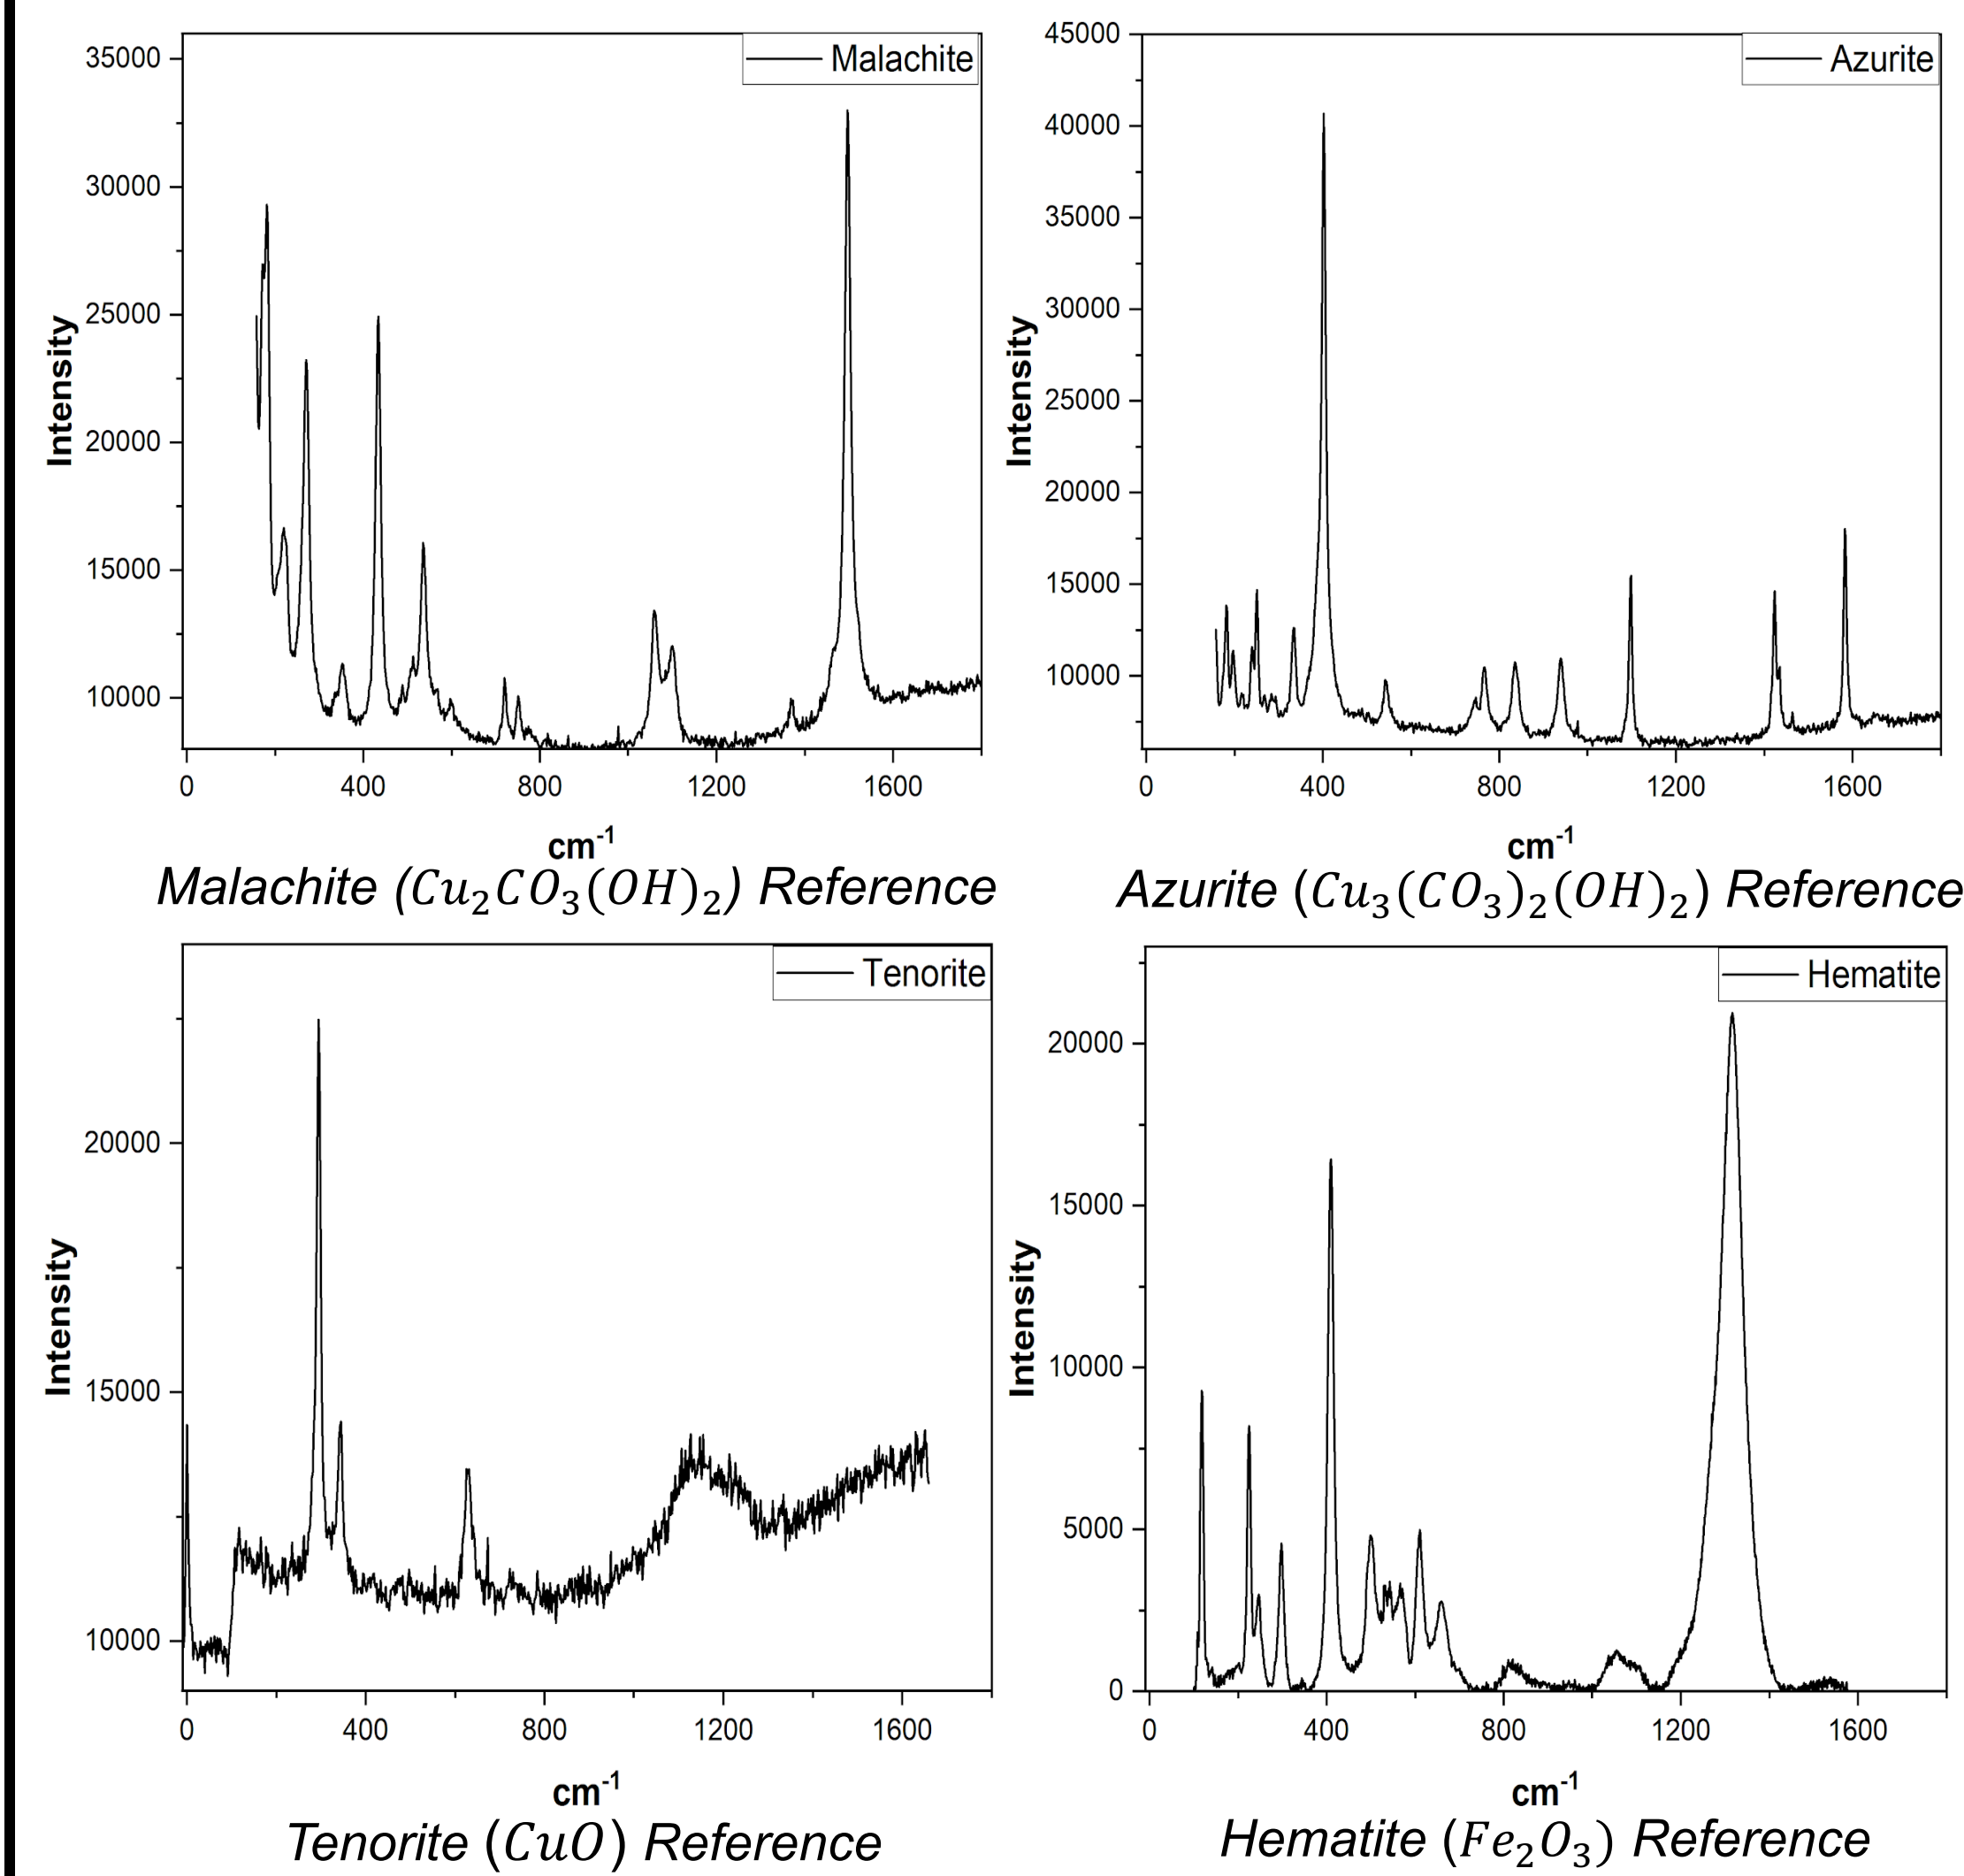 Malachite
35000
30000
25000
20000
15000
10000
Intensity
0 400 800 1200 1600
cm⁻¹
Malachite (Cu₂CO₃(OH)₂) Reference
Azurite
45000
40000
35000
30000
25000
20000
15000
10000
Intensity
0 400 800 1200 1600
cm⁻¹
Azurite (Cu₃(CO₃)₂(OH)₂) Reference
Tenorite
20000
15000
10000
Intensity
0 400 800 1200 1600
cm⁻¹
Tenorite (CuO) Reference
Hematite
20000
15000
10000
5000
0
Intensity
0 400 800 1200 1600
cm⁻¹
Hematite (Fe₂O₃) Reference